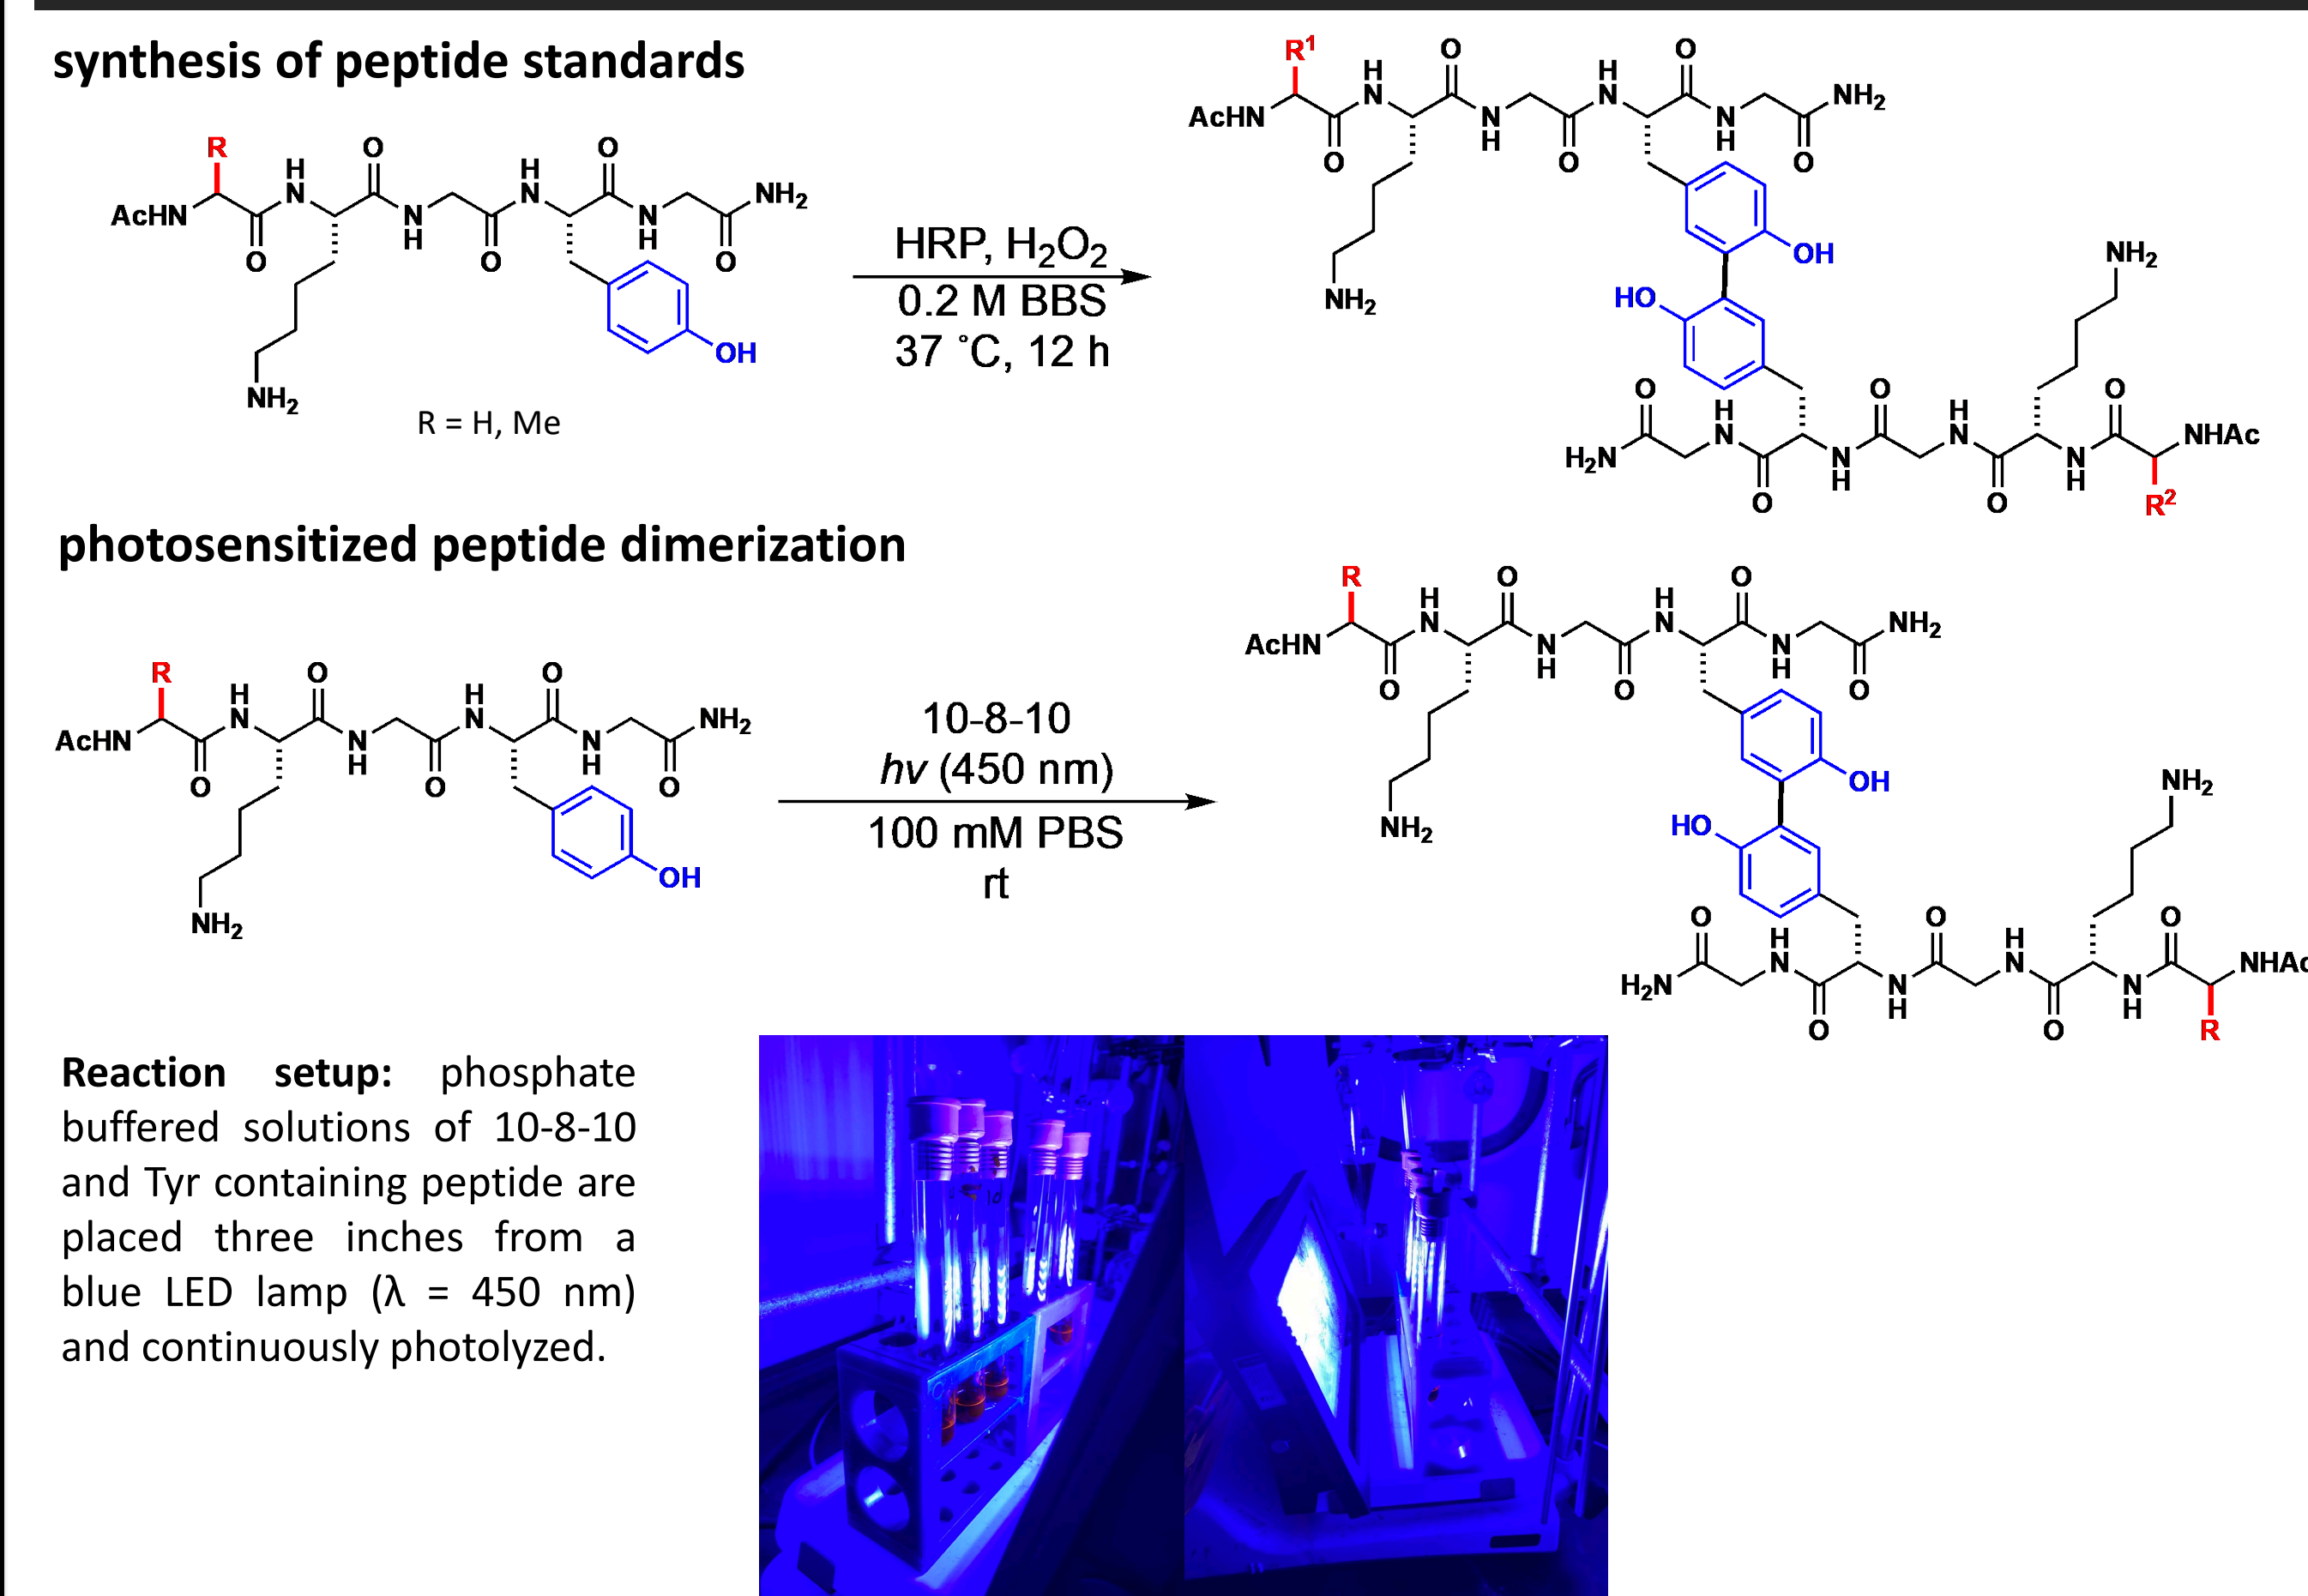 synthesis of peptide standards
R
AcHN
O
H
N
O
N
H
O
H
N
O
N
H
O
NH2
NH2
OH
R = H, Me
HRP, H2O2
0.2 M BBS
37 °C, 12 h
R1
AcHN
O
H
N
O
N
H
O
H
N
O
N
H
O
NH2
NH2
OH
HO
NH2
O
H2N
H
N
O
N
H
O
H
N
O
N
H
O
NHAc
R2
photosensitized peptide dimerization
R
AcHN
O
H
N
O
N
H
O
H
N
O
N
H
O
NH2
NH2
OH
10-8-10
hv (450 nm)
100 mM PBS
rt
R
AcHN
O
H
N
O
N
H
O
H
N
O
N
H
O
NH2
NH2
OH
HO
NH2
O
H2N
H
N
O
N
H
O
H
N
O
N
H
O
NHAc
R
Reaction setup: phosphate
buffered solutions of 10-8-10
and Tyr containing peptide are
placed three inches from a
blue LED lamp (λ = 450 nm)
and continuously photolyzed.